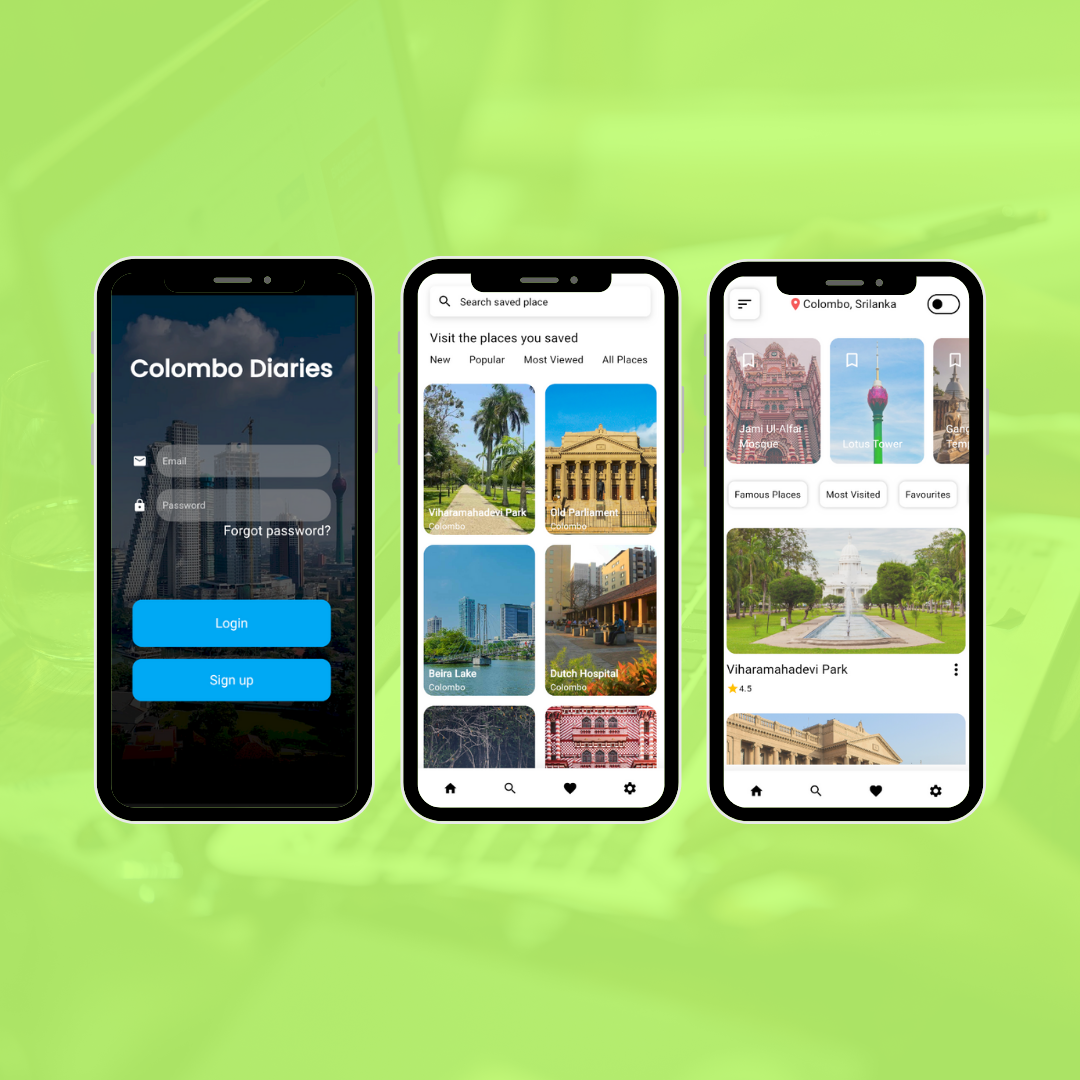 Colombo Diaries
Email
Password
Forgot password?
Login
Sign up
Search saved place
Visit the places you saved
New Popular Most Viewed All Places
Viharamahadevi Park
Colombo
Old Parliament
Colombo
Beira Lake
Colombo
Dutch Hospital
Colombo
Colombo, Srilanka
Jami Ul-Alfar
Mosque
Lotus Tower
Famous Places Most Visited Favourites
Viharamahadevi Park
4.5